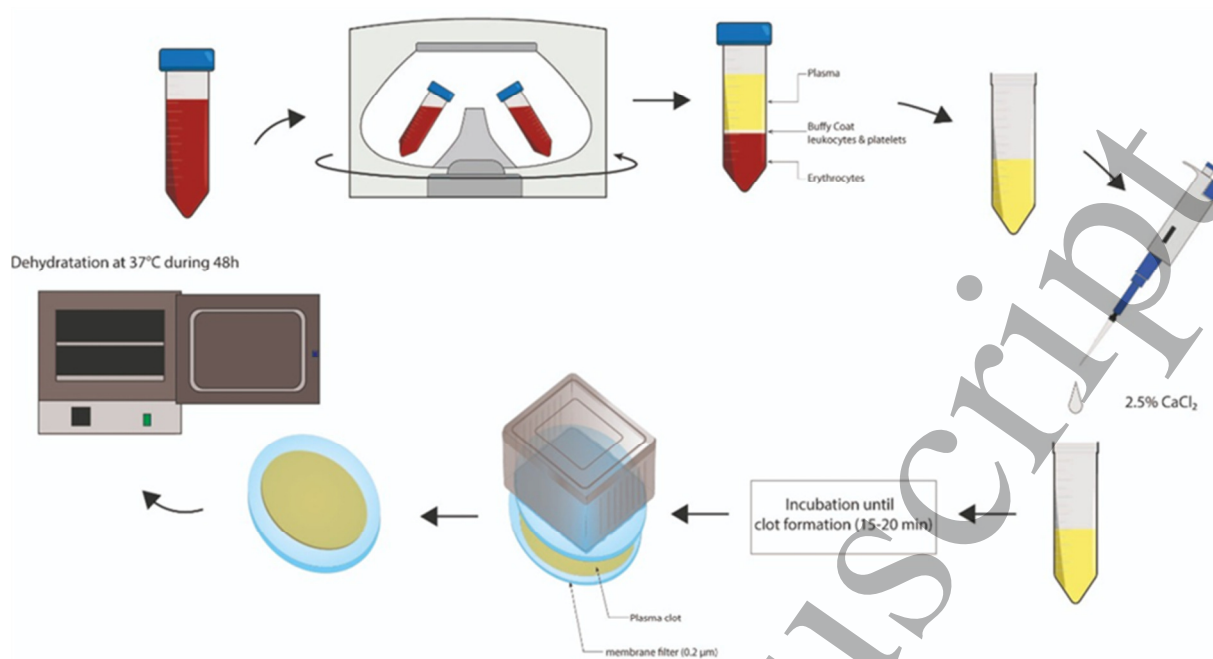 Plasma
Buffy Coat
leukocytes & platelets
Erythrocytes
Dehydratation at 37°C during 48h
2.5% CaCl₂
Incubation until
clot formation (15-20 min)
Plasma clot
membrane filter (0.2 µm)
script